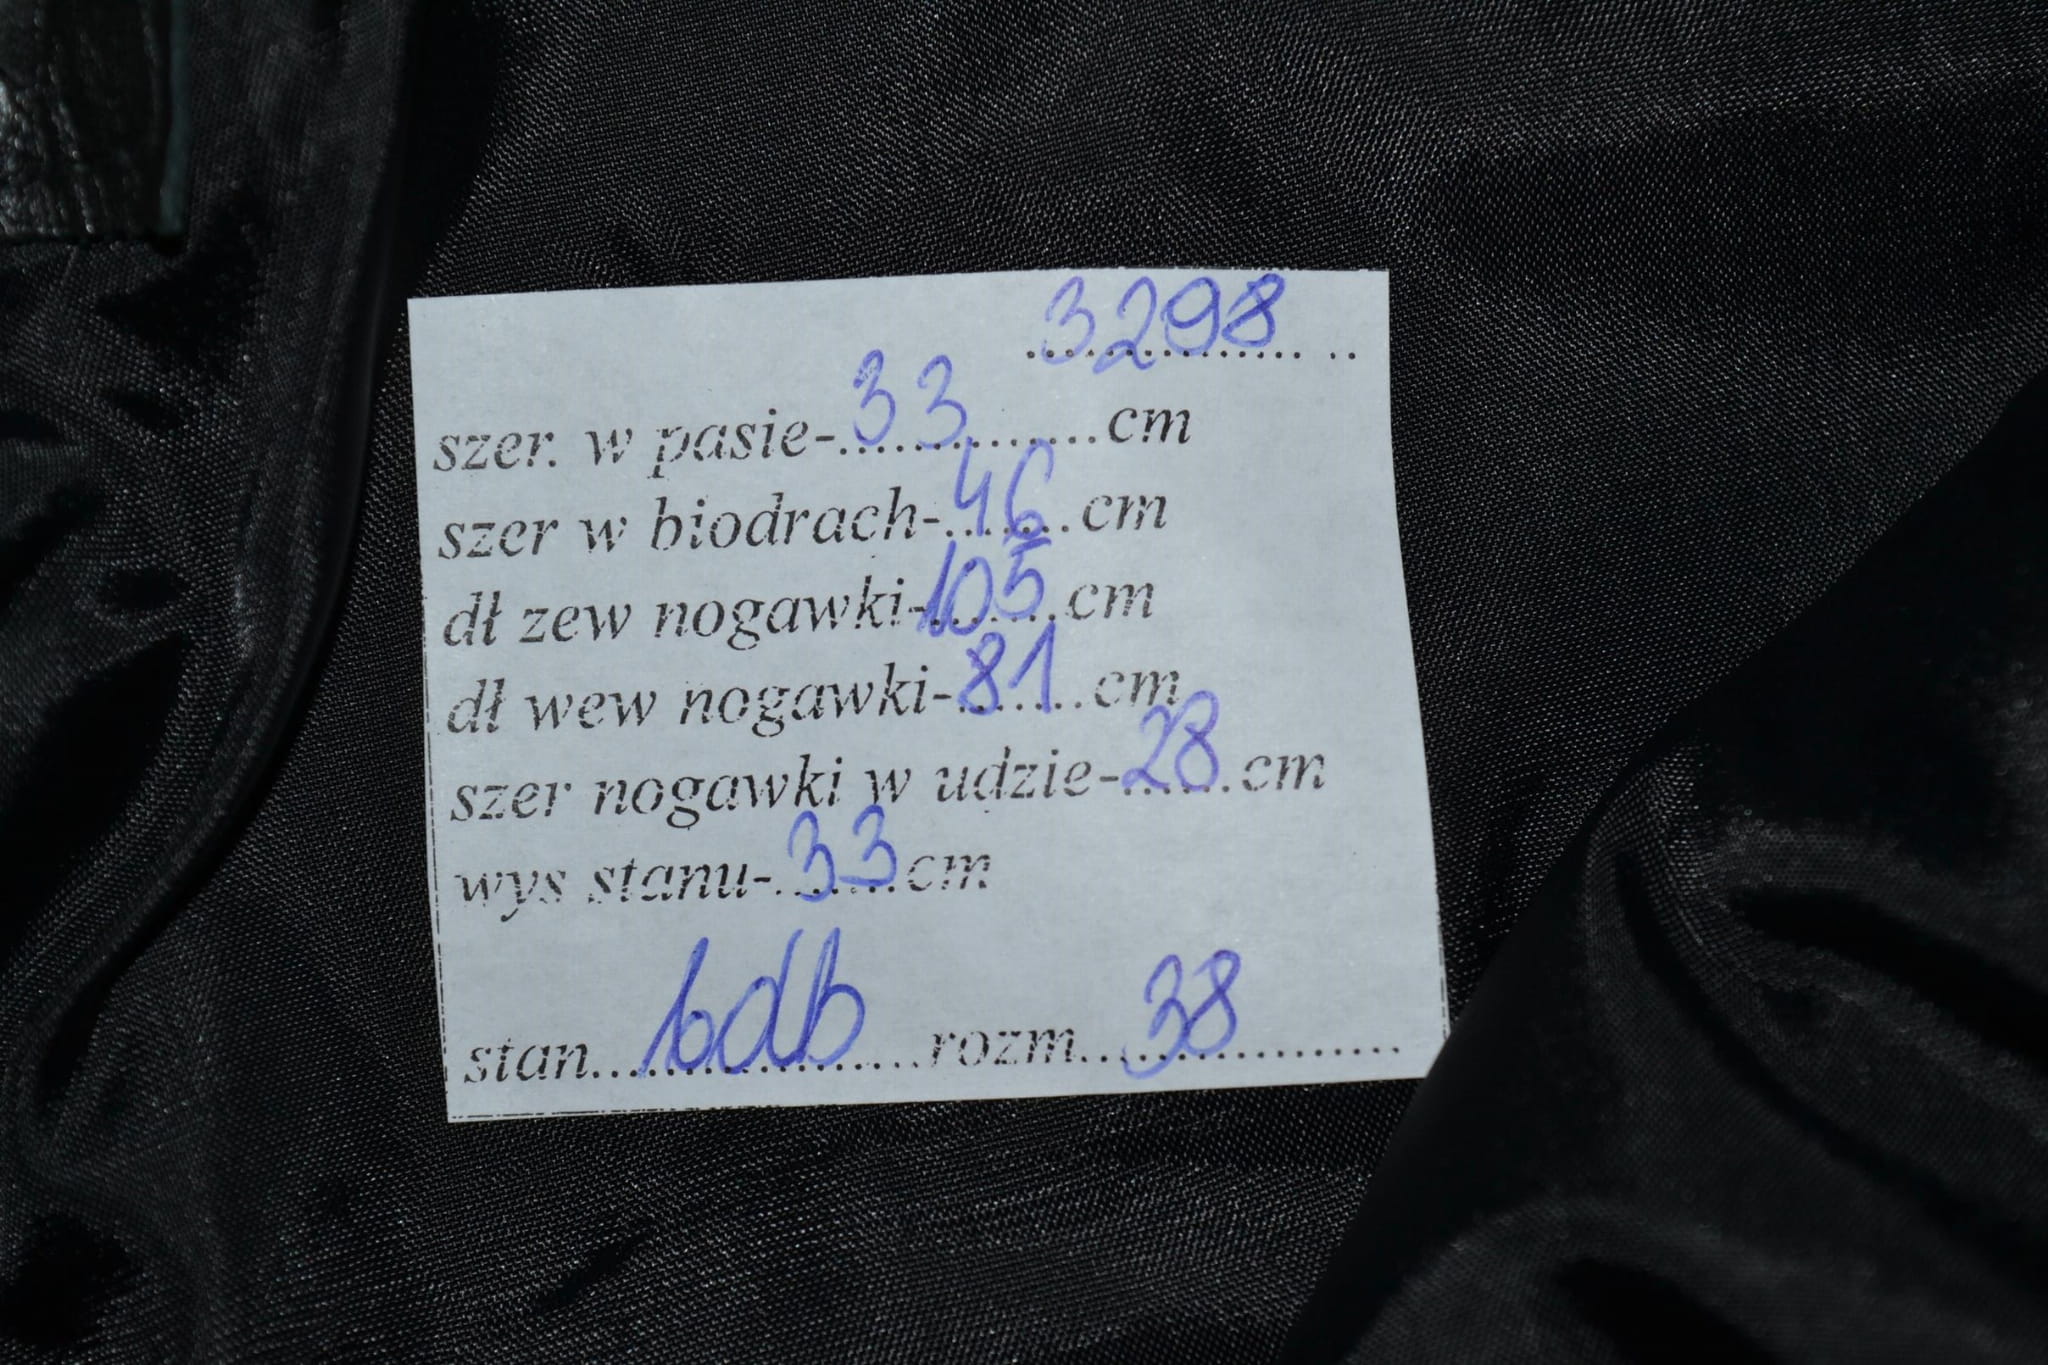 3298
szer. w pasie-33cm
szer w biodrach-46cm
dł zew nogawki-105cm
dł wew nogawki-81cm
szer nogawki w udzie-28cm
wys stanu-33cm
stan...bdb...rozm...38